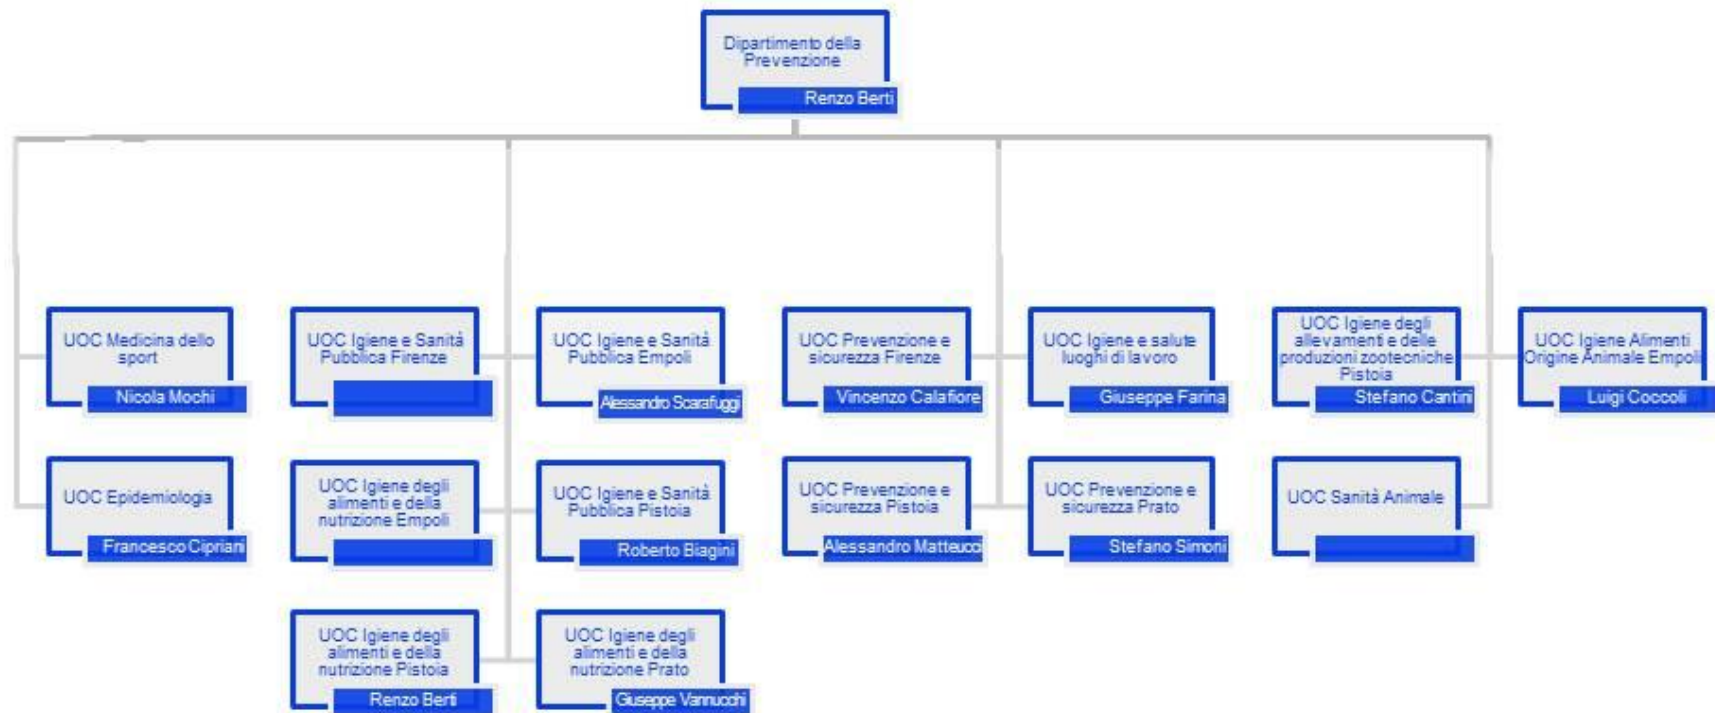 Dipartimento della
Prevenzione
Renzo Berti
UOC Medicina dello
sport
Nicola Mochi
UOC Igiene e Sanità
Pubblica Firenze
UOC Igiene e Sanità
Pubblica Empoli
Alessandro Scarafuggi
UOC Prevenzione e
sicurezza Firenze
Vincenzo Calafiore
UOC Igiene e salute
luoghi di lavoro
Giuseppe Farina
UOC Igiene degli
allevamenti e delle
produzioni zootecniche
Pistoia
Stefano Cantini
UOC Igiene Alimenti
Origine Animale Empoli
Luigi Coccoli
UOC Epidemiologia
Francesco Cipriani
UOC Igiene degli
alimenti e della
nutrizione Empoli
UOC Igiene e Sanità
Pubblica Pistoia
Roberto Biagini
UOC Prevenzione e
sicurezza Pistoia
Alessandro Matteucci
UOC Prevenzione e
sicurezza Prato
Stefano Simoni
UOC Sanità Animale
UOC Igiene degli
alimenti e della
nutrizione Pistoia
Renzo Berti
UOC Igiene degli
alimenti e della
nutrizione Prato
Giuseppe Vannucchi